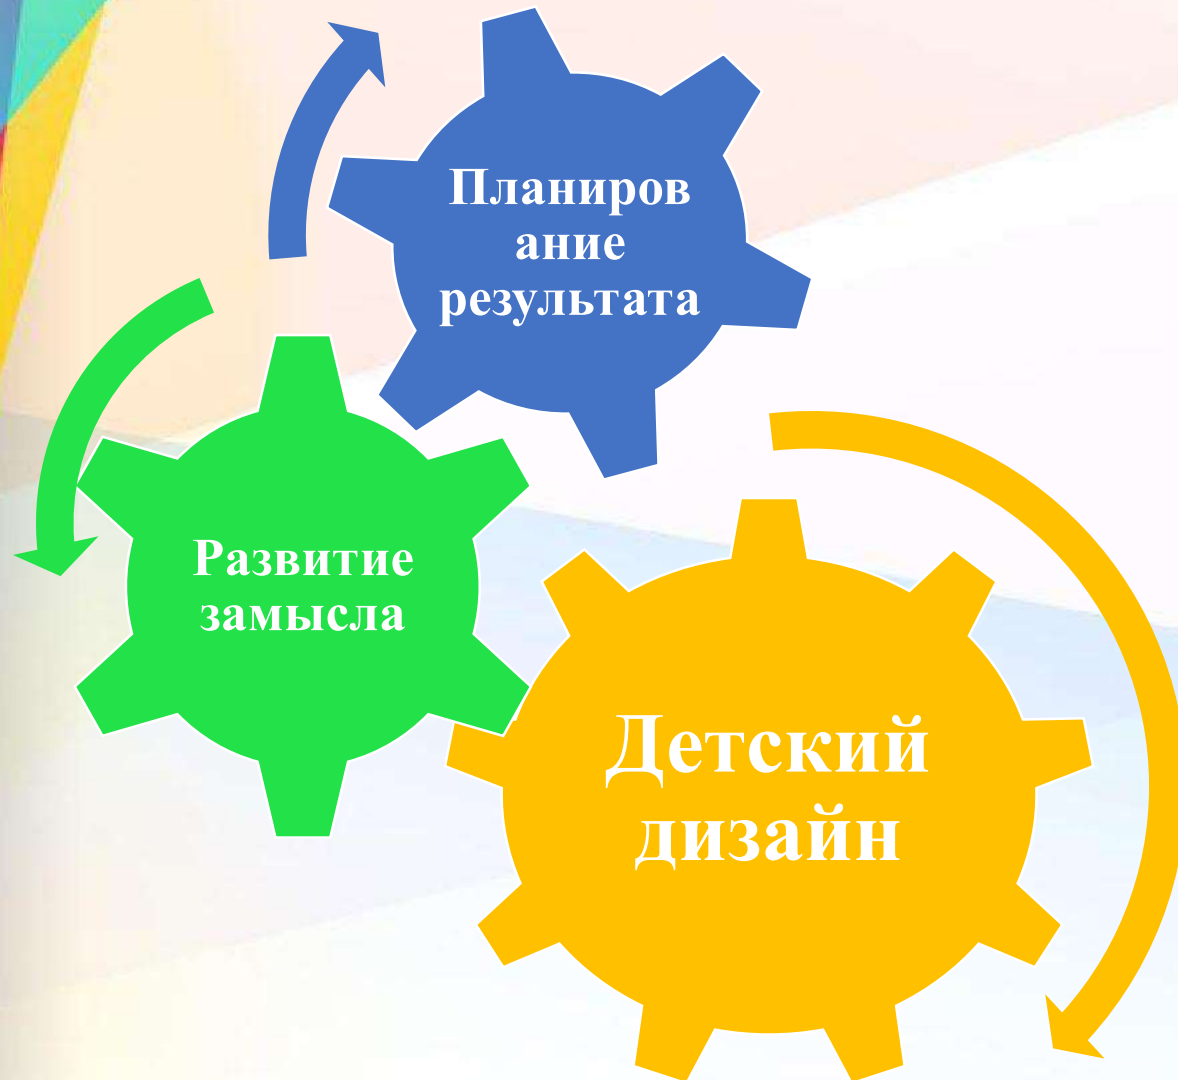 Планиров
ание
результата
Развитие
замысла
Детский
дизайн